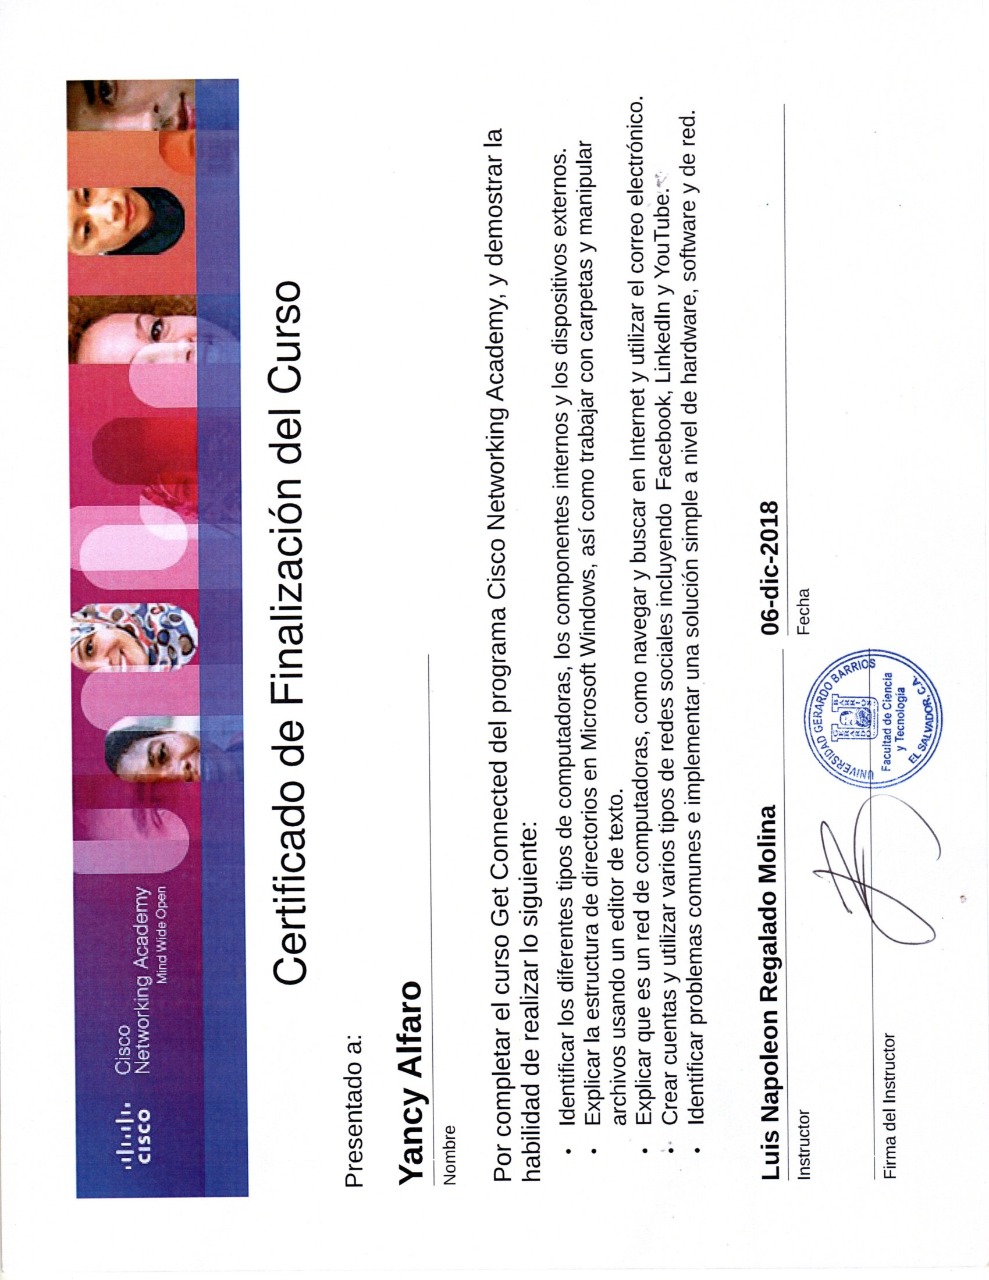 CISCO
Cisco
Networking Academy
Mind Wide Open
Certificado de Finalización del Curso
Presentado a:
Yancy Alfaro
Nombre
Por completar el curso Get Connected del programa Cisco Networking Academy, y demostrar la
habilidad de realizar lo siguiente:
• Identificar los diferentes tipos de computadoras, los componentes internos y los dispositivos externos.
• Explicar la estructura de directorios en Microsoft Windows, así como trabajar con carpetas y manipular
archivos usando un editor de texto.
• Explicar que es un red de computadoras, como navegar y buscar en Internet y utilizar el correo electrónico.
• Crear cuentas y utilizar varios tipos de redes sociales incluyendo Facebook, LinkedIn y YouTube.
• Identificar problemas comunes e implementar una solución simple a nivel de hardware, software y de red.
Luis Napoleon Regalado Molina
06-dic-2018
Instructor
Fecha
Firma del Instructor
UNIVERSIDAD GERARDO BARRIOS
GERARDO BARRIOS
Facultad de Ciencia
y Tecnología
EL SALVADOR, C.A.